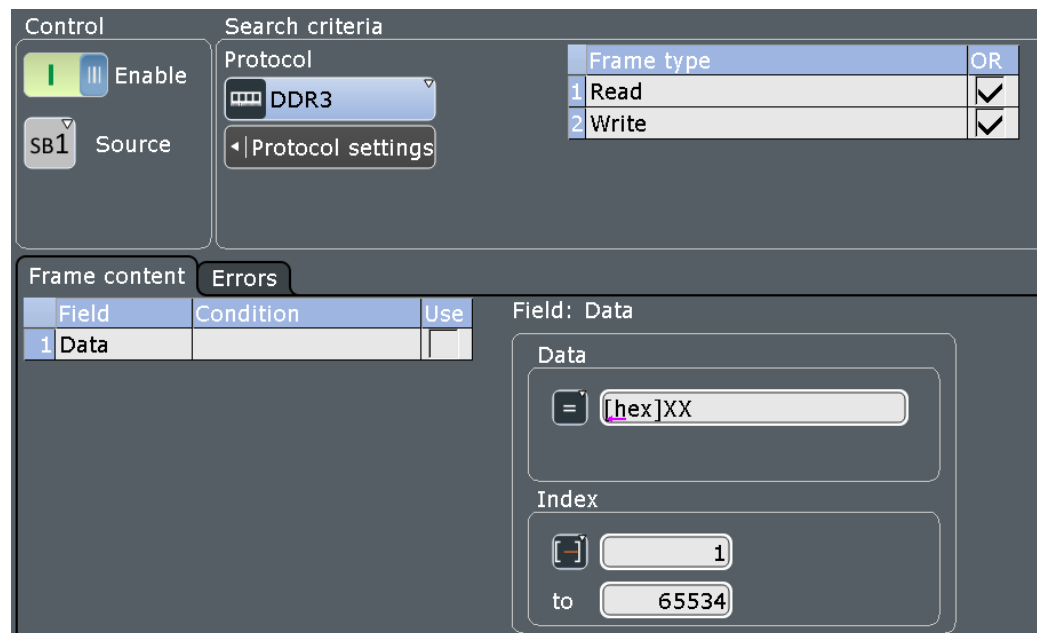 Control
Search criteria
Enable
SB1 Source
Protocol
DDR3
Protocol settings
Frame type OR
1 Read
2 Write
Frame content
Errors
Field Condition Use
1 Data
Field: Data
Data
= [hex]XX
Index
1
to 65534